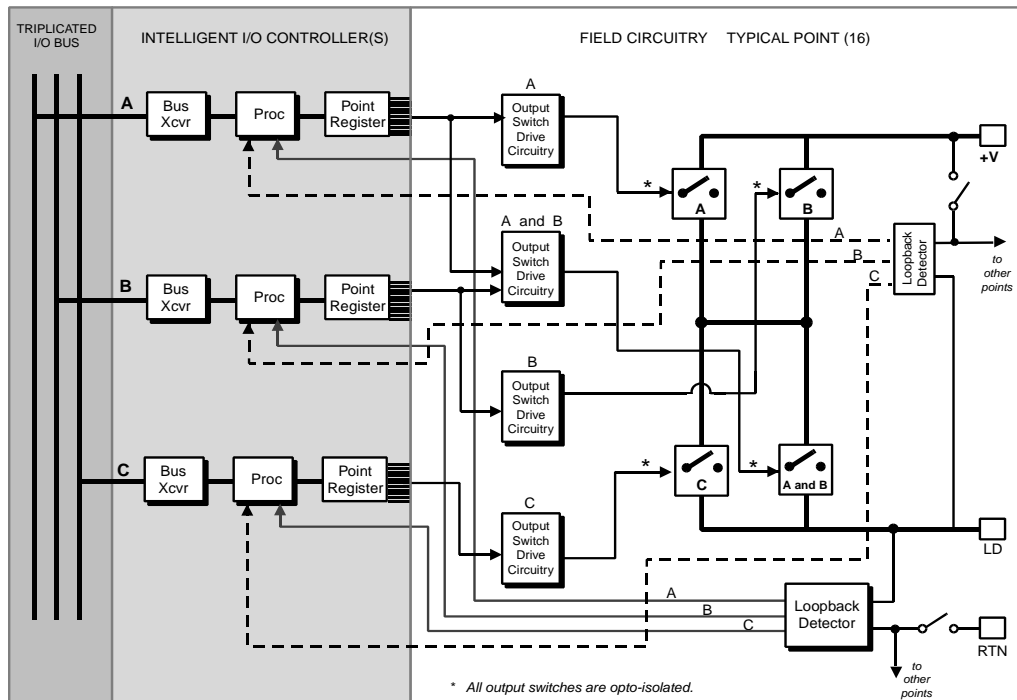 TRIPLICATED
I/O BUS
INTELLIGENT I/O CONTROLLER(S)
FIELD CIRCUITRY TYPICAL POINT (16)
A
Bus
Xcvr
Proc
Point
Register
A
Output
Switch
Drive
Circuitry
*
A
*
B
+V
A and B
Output
Switch
Drive
Circuitry
A
B
C
Loopback
Detector
to
other
points
B
Bus
Xcvr
Proc
Point
Register
B
Output
Switch
Drive
Circuitry
C
Bus
Xcvr
Proc
Point
Register
*
C
*
A and B
C
Output
Switch
Drive
Circuitry
LD
A
B
C
Loopback
Detector
RTN
to
other
points
* All output switches are opto-isolated.